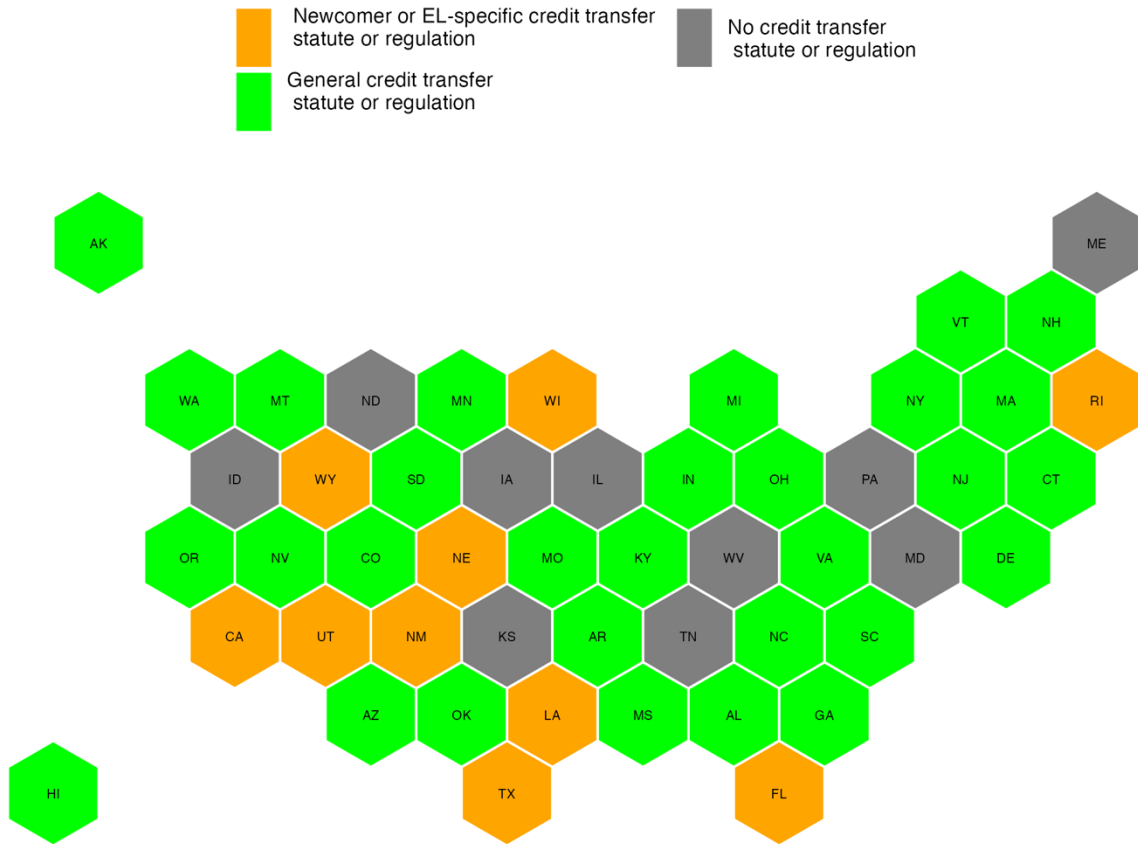 Newcomer or EL-specific credit transfer
statute or regulation
No credit transfer
statute or regulation
General credit transfer
statute or regulation
AK
ME
VT
NH
WA
MT
ND
MN
WI
MI
NY
MA
RI
ID
WY
SD
IA
IL
IN
OH
PA
NJ
CT
OR
NV
CO
NE
MO
KY
WV
VA
MD
DE
CA
UT
NM
KS
AR
TN
NC
SC
AZ
OK
LA
MS
AL
GA
HI
TX
FL